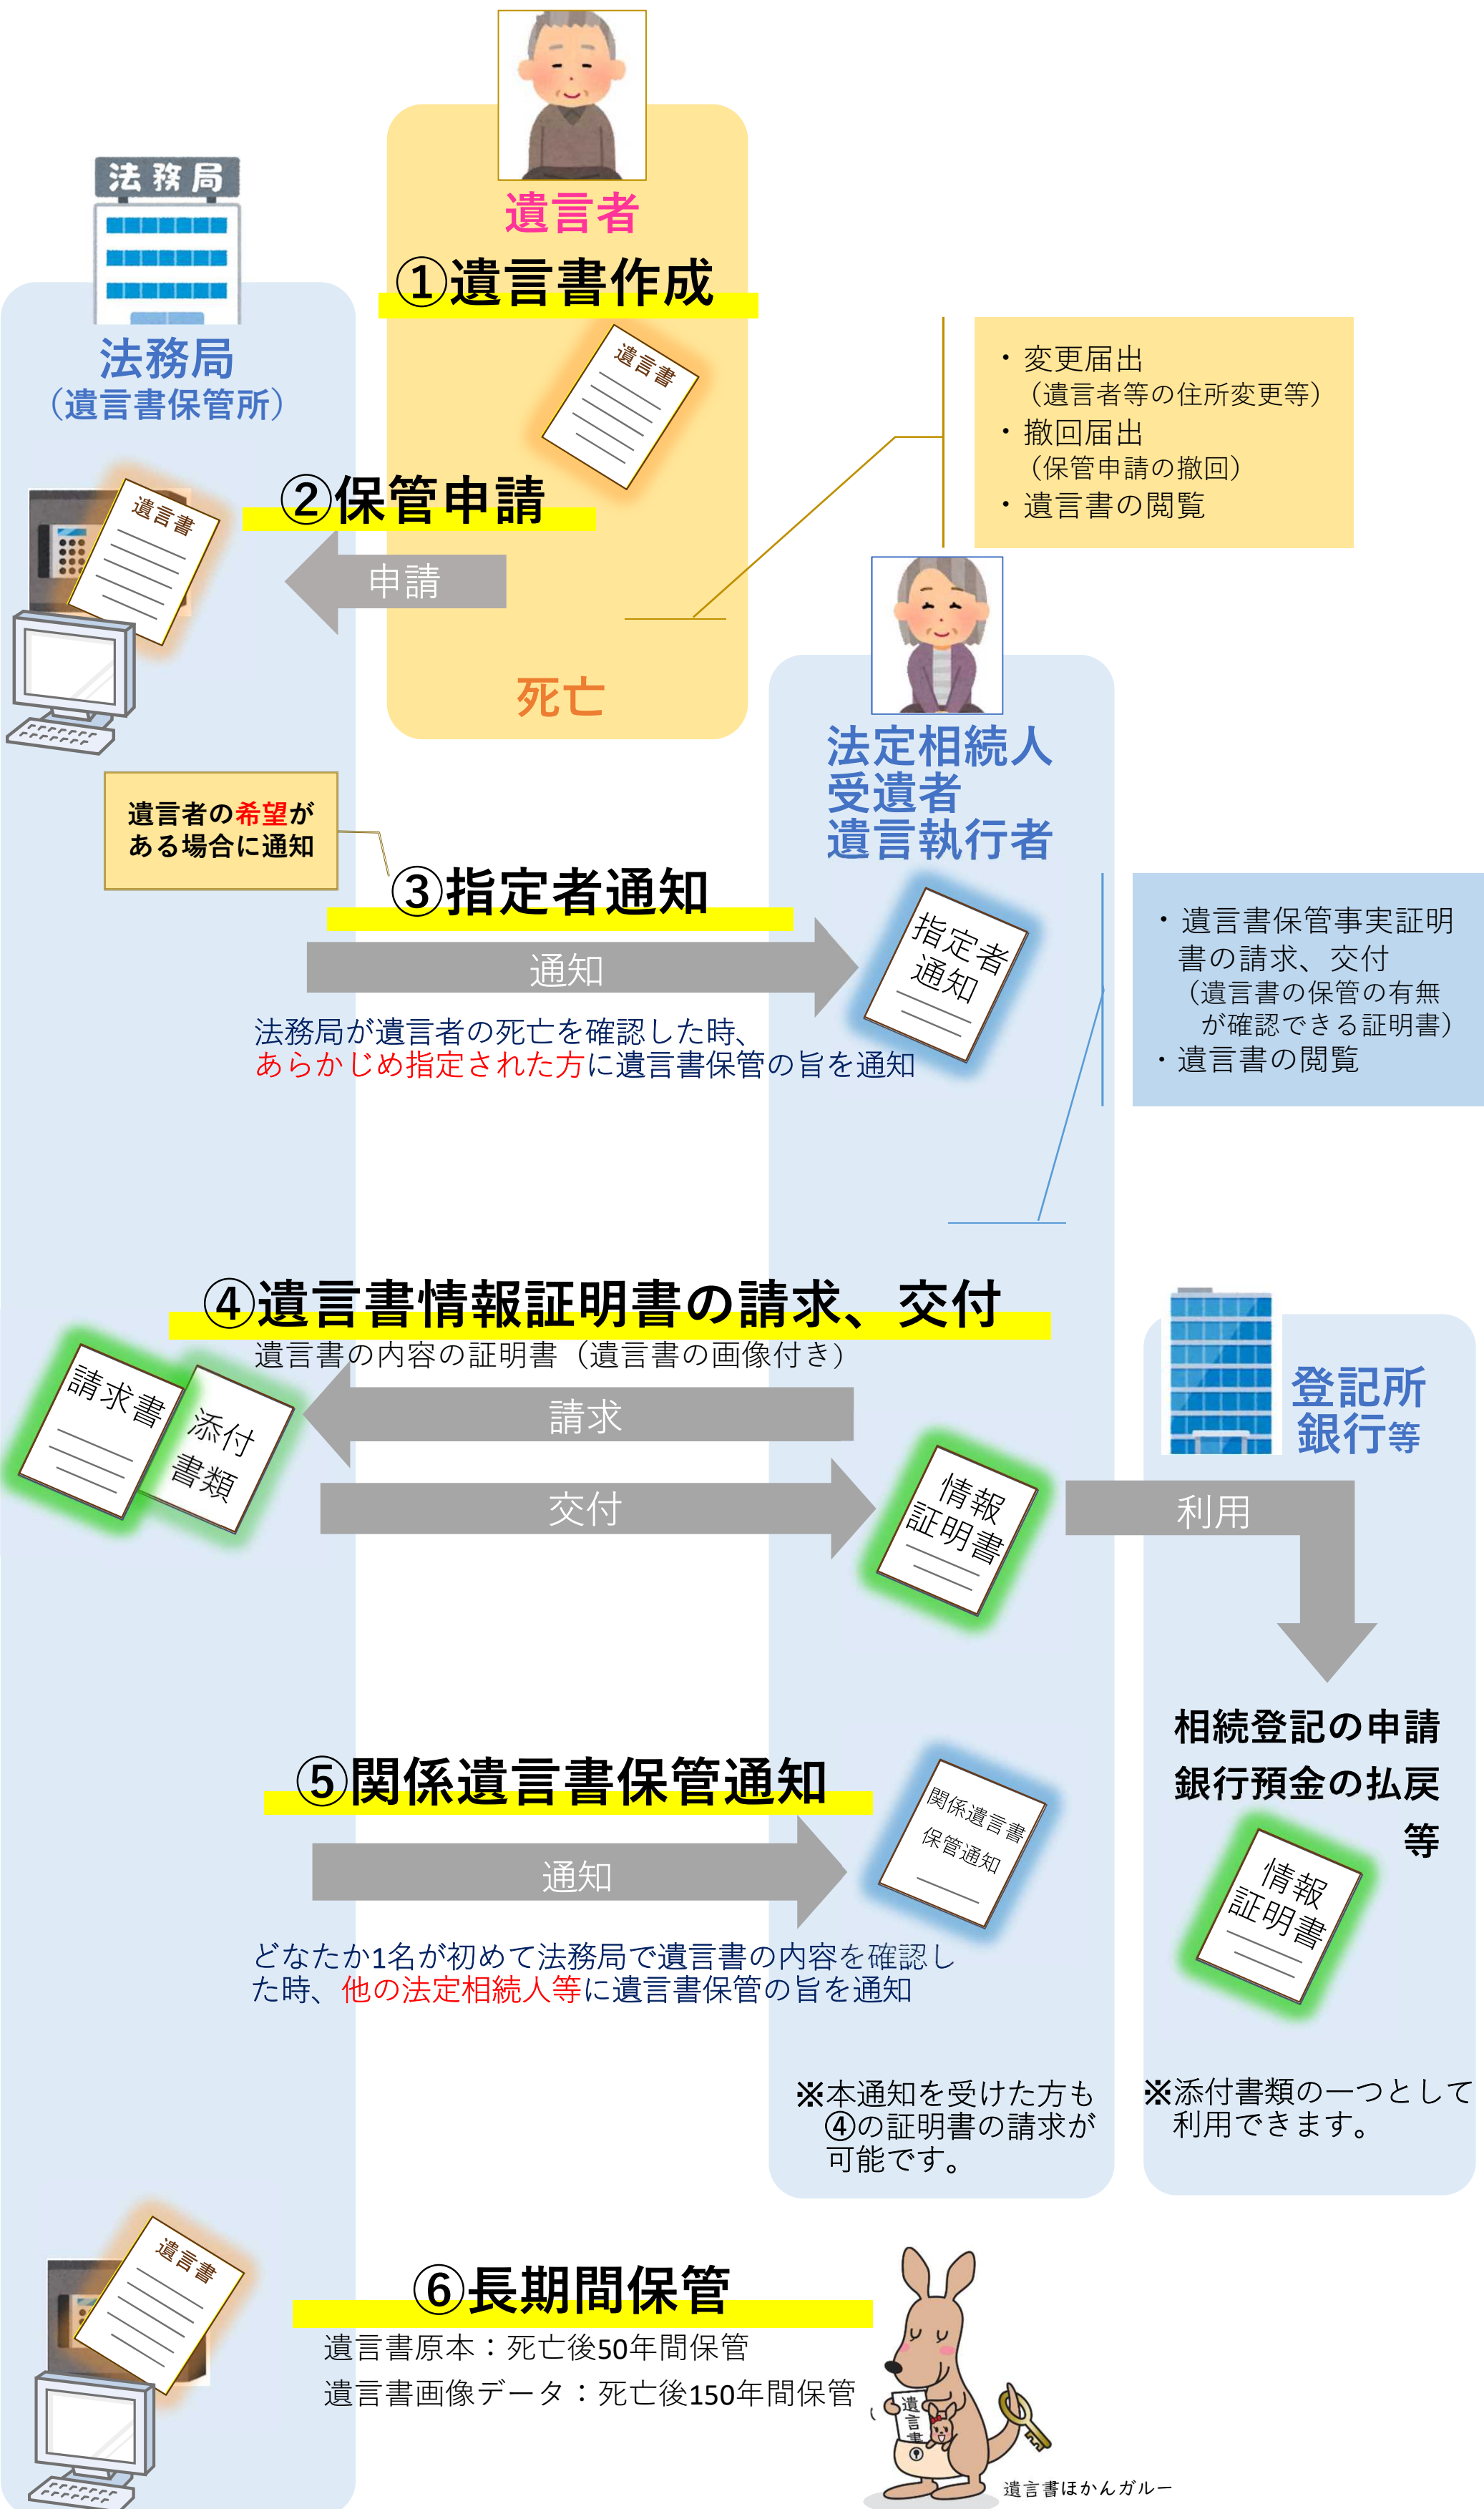 法務局
法務局
（遺言書保管所）
遺言者
①遺言書作成
遺言書
・変更届出
（遺言者等の住所変更等）
・撤回届出
（保管申請の撤回）
・遺言書の閲覧
②保管申請
遺言書
申請
死亡
法定相続人
受遺者
遺言執行者
遺言者の希望が
ある場合に通知
③指定者通知
通知
指定者
通知
法務局が遺言者の死亡を確認した時、
あらかじめ指定された方に遺言書保管の旨を通知
・遺言書保管事実証明
書の請求、交付
（遺言書の保管の有無
が確認できる証明書）
・遺言書の閲覧
④遺言書情報証明書の請求、交付
遺言書の内容の証明書（遺言書の画像付き）
請求書
添付
書類
請求
交付
情報
証明書
登記所
銀行等
利用
相続登記の申請
銀行預金の払戻
等
情報
証明書
⑤関係遺言書保管通知
通知
関係遺言書
保管通知
どなたか1名が初めて法務局で遺言書の内容を確認し
た時、他の法定相続人等に遺言書保管の旨を通知
※本通知を受けた方も
④の証明書の請求が
可能です。
※添付書類の一つとして
利用できます。
遺言書
⑥長期間保管
遺言書原本：死亡後50年間保管
遺言書画像データ：死亡後150年間保管
遺言書
遺言書ほかんガルー